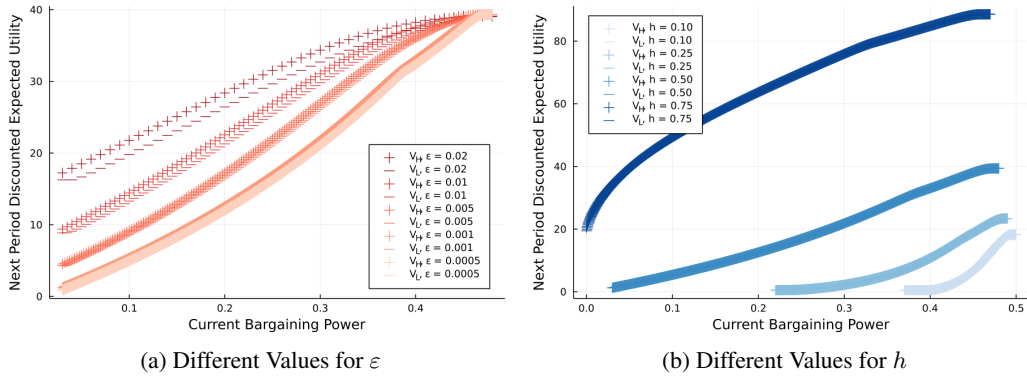 Next Period Discounted Expected Utility
40
30
20
10
0
0.1
0.2
0.3
0.4
Current Bargaining Power
V_H, ε = 0.02
V_L, ε = 0.02
V_H, ε = 0.01
V_L, ε = 0.01
V_H, ε = 0.005
V_L, ε = 0.005
V_H, ε = 0.001
V_L, ε = 0.001
V_H, ε = 0.0005
V_L, ε = 0.0005
(a) Different Values for ε
Next Period Discounted Expected Utility
80
60
40
20
0
0.0
0.1
0.2
0.3
0.4
0.5
Current Bargaining Power
V_H, h = 0.10
V_L, h = 0.10
V_H, h = 0.25
V_L, h = 0.25
V_H, h = 0.50
V_L, h = 0.50
V_H, h = 0.75
V_L, h = 0.75
(b) Different Values for h